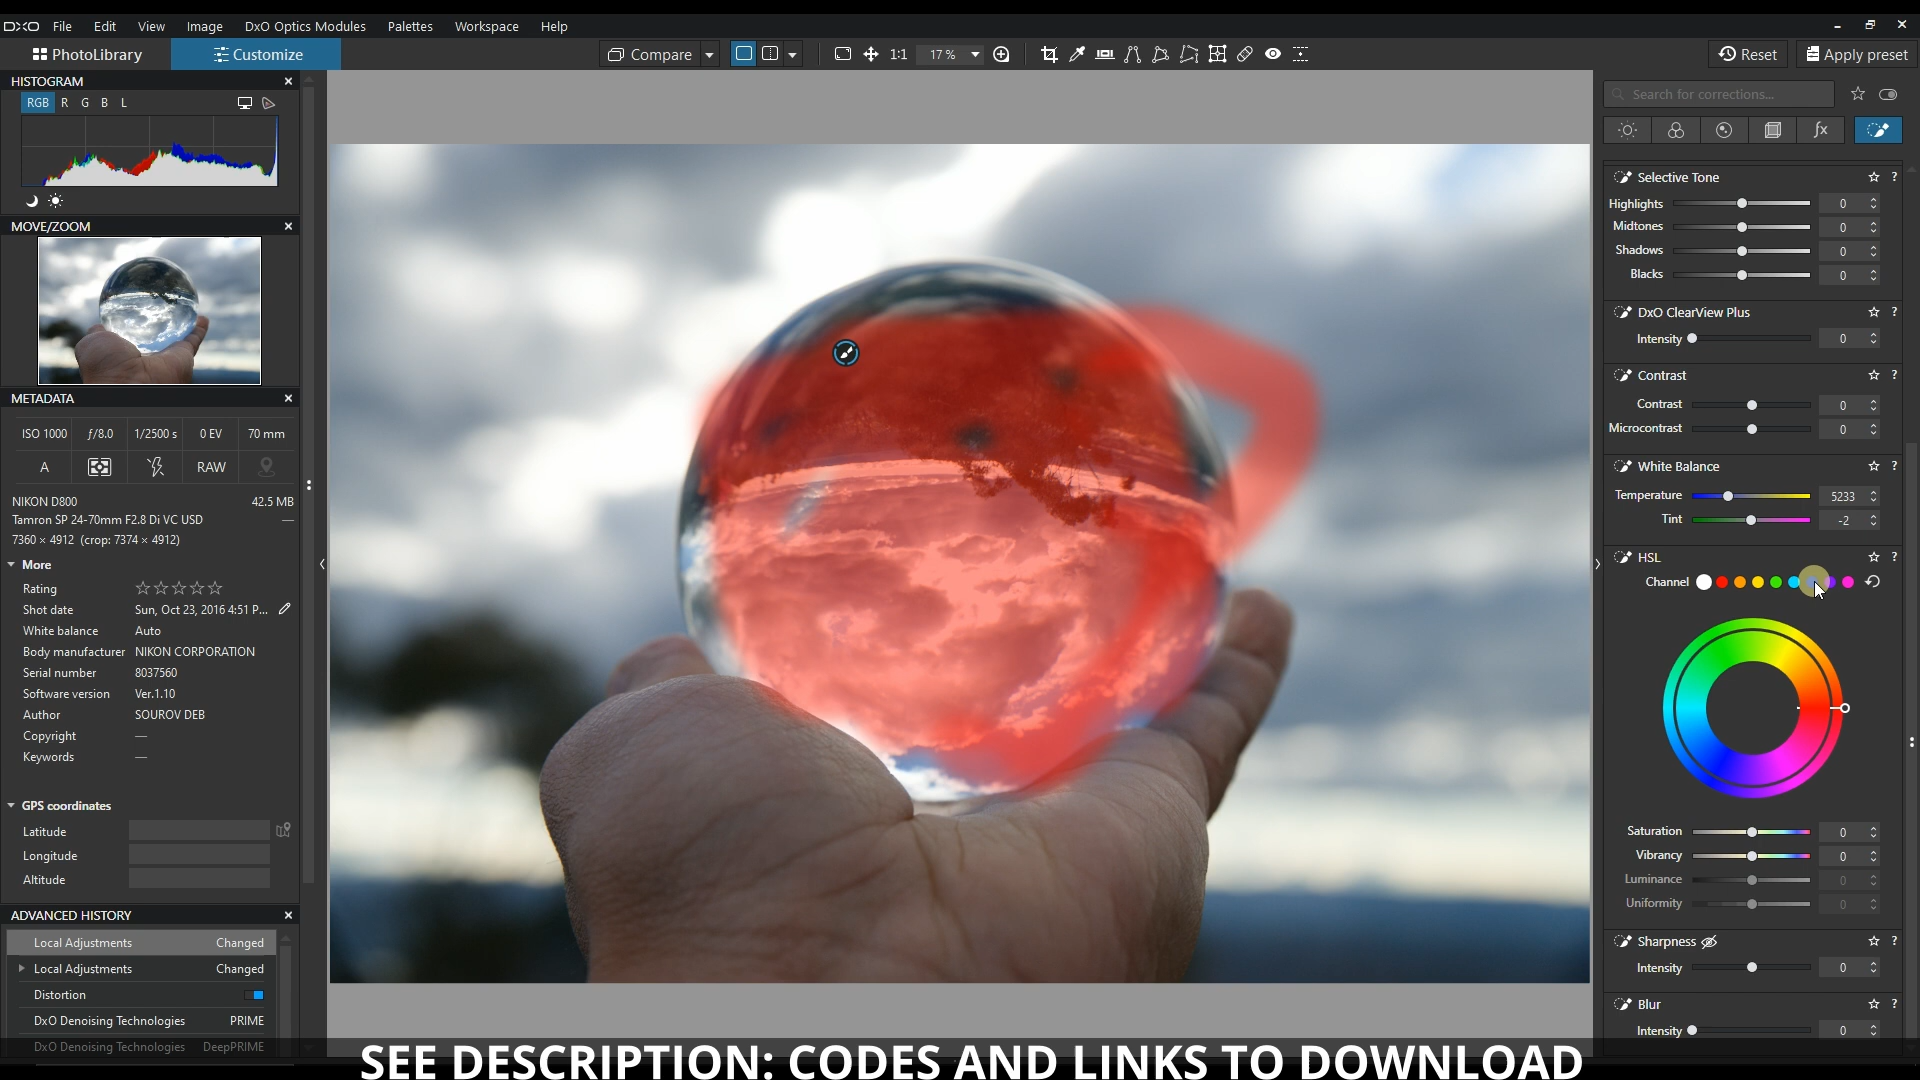 DXO File Edit View Image DxO Optics Modules Palettes Workspace Help
PhotoLibrary Customize Compare 1:1 17 % Reset Apply preset
HISTOGRAM
RGB R G B L
MOVE/ZOOM
METADATA
ISO 1000 ƒ/8.0 1/2500 s 0 EV 70 mm
A RAW
NIKON D800 42.5 MB
Tamron SP 24-70mm F2.8 Di VC USD —
7360 × 4912 (crop: 7374 × 4912)
More
Rating
Shot date Sun, Oct 23, 2016 4:51 P...
White balance Auto
Body manufacturer NIKON CORPORATION
Serial number 8037560
Software version Ver.1.10
Author SOUROV DEB
Copyright —
Keywords —
GPS coordinates
Latitude
Longitude
Altitude
ADVANCED HISTORY
Local Adjustments Changed
Local Adjustments Changed
Distortion
DxO Denoising Technologies PRIME
DxO Denoising Technologies DeepPRIME
Search for corrections...
fx
Selective Tone ?
Highlights 0
Midtones 0
Shadows 0
Blacks 0
DxO ClearView Plus ?
Intensity 0
Contrast ?
Contrast 0
Microcontrast 0
White Balance ?
Temperature 5233
Tint -2
HSL ?
Channel
Saturation 0
Vibrancy 0
Luminance 0
Uniformity 0
Sharpness ?
Intensity 0
Blur ?
Intensity 0
SEE DESCRIPTION: CODES AND LINKS TO DOWNLOAD